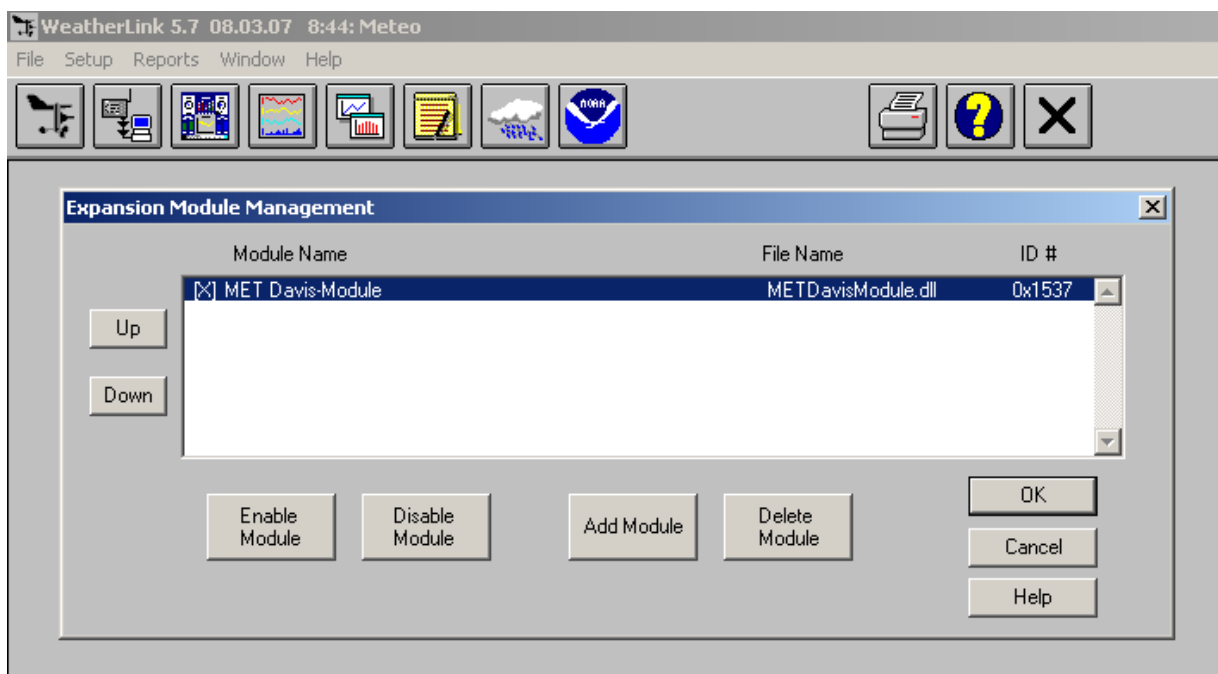 WeatherLink 5.7 08.03.07 8:44: Meteo
File Setup Reports Window Help
NOAA
Expansion Module Management
Module Name File Name ID #
[X] MET Davis-Module METDavisModule.dll 0x1537
Up
Down
Enable Module
Disable Module
Add Module
Delete Module
OK
Cancel
Help